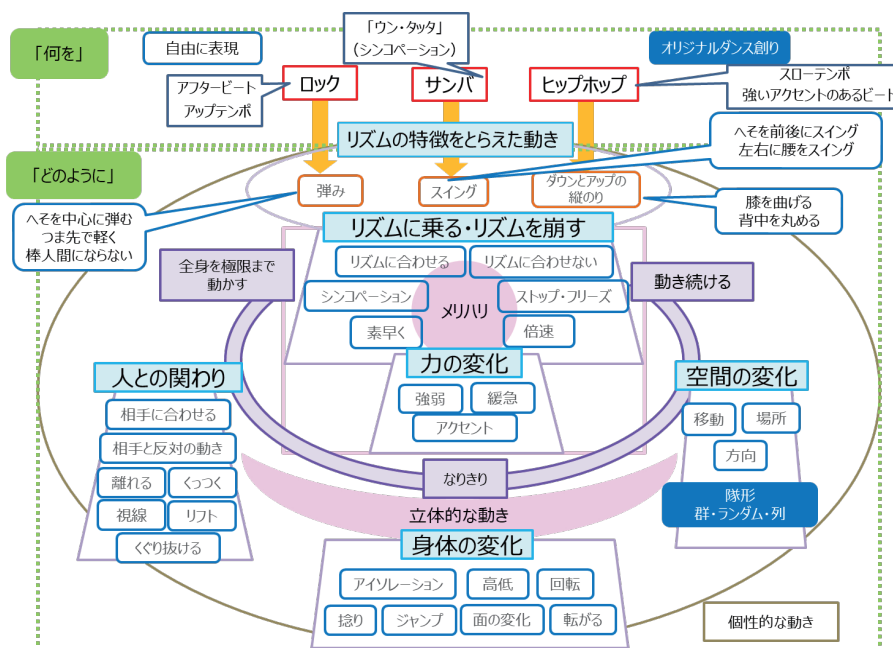 「何を」
自由に表現
「ウン・タッタ」
（シンコペーション）
オリジナルダンス創り
アフタービート
アップテンポ
ロック
サンバ
ヒップホップ
スローテンポ
強いアクセントのあるビート
リズムの特徴をとらえた動き
へそを前後にスイング
左右に腰をスイング
「どのように」
弾み
スイング
ダウンとアップの
縦のり
へそを中心に弾む
つま先で軽く
棒人間にならない
膝を曲げる
背中を丸める
リズムに乗る・リズムを崩す
全身を極限まで
動かす
リズムに合わせる
リズムに合わせない
動き続ける
シンコペーション
メリハリ
ストップ・フリーズ
素早く
倍速
人との関わり
力の変化
空間の変化
相手に合わせる
強弱
緩急
アクセント
移動
場所
方向
相手と反対の動き
離れる
くっつく
視線
リフト
くぐり抜ける
なりきり
隊形
群・ランダム・列
立体的な動き
身体の変化
アイソレーション
高低
回転
捻り
ジャンプ
面の変化
転がる
個性的な動き